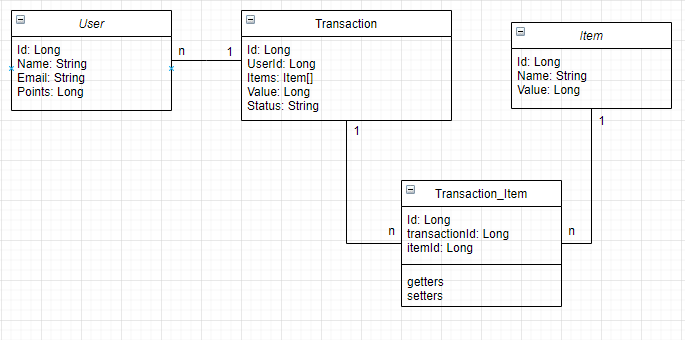 User
Id: Long
Name: String
Email: String
Points: Long
n
1
Transaction
Id: Long
UserId: Long
Items: Item[]
Value: Long
Status: String
1
Item
Id: Long
Name: String
Value: Long
1
n
Transaction_Item
Id: Long
transactionId: Long
itemId: Long
getters
setters
n